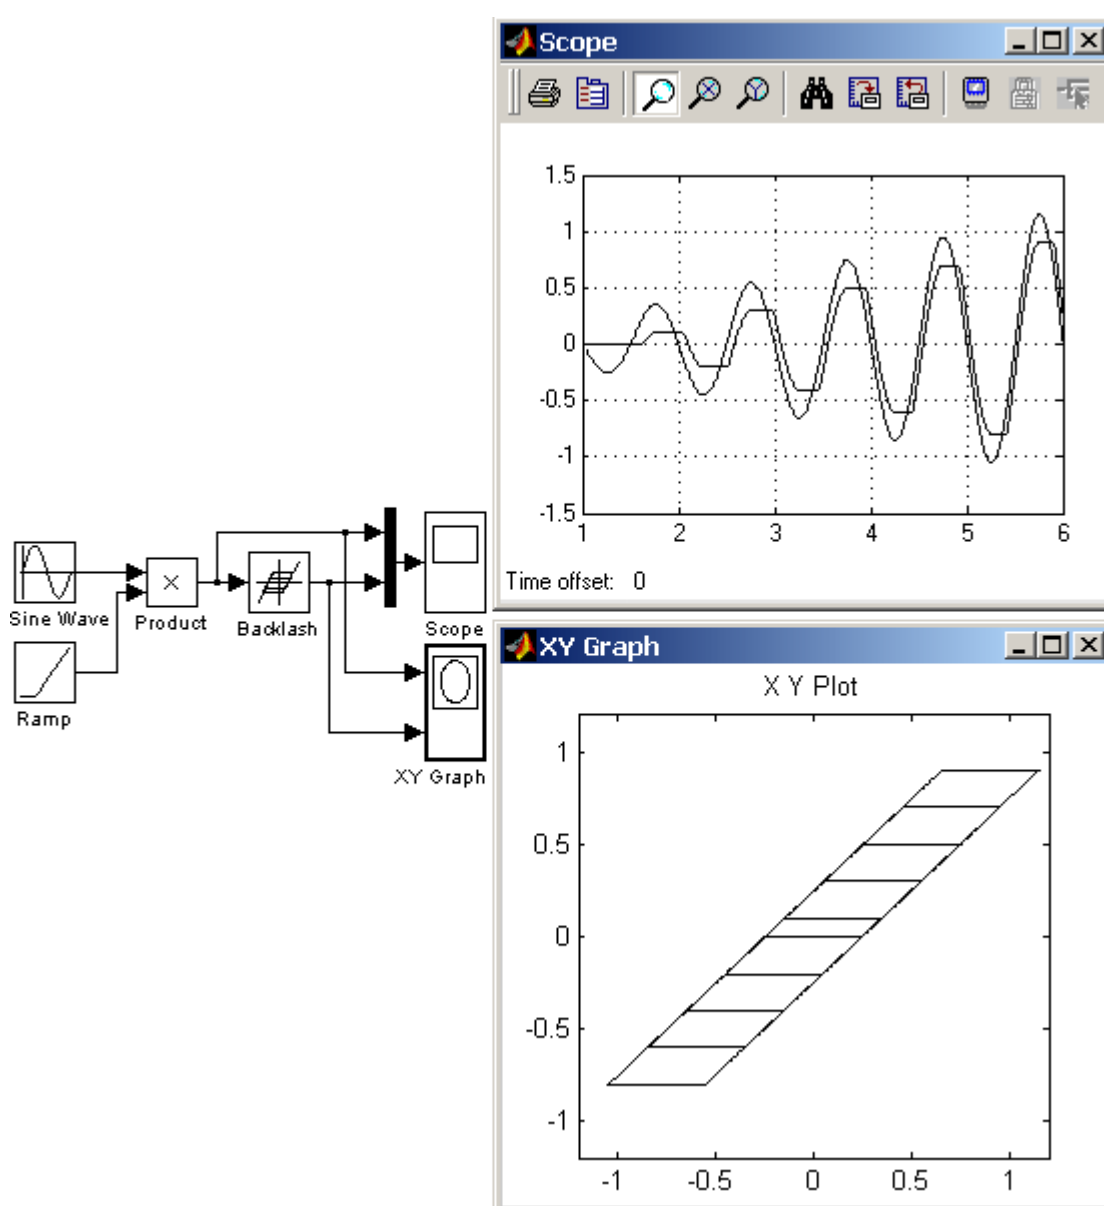 Scope
1.5
1
0.5
0
-0.5
-1
-1.5
1 2 3 4 5 6
Time offset: 0
Sine Wave
Product
Backlash
Scope
Ramp
XY Graph
XY Graph
X Y Plot
1
0.5
0
-0.5
-1
-1 -0.5 0 0.5 1